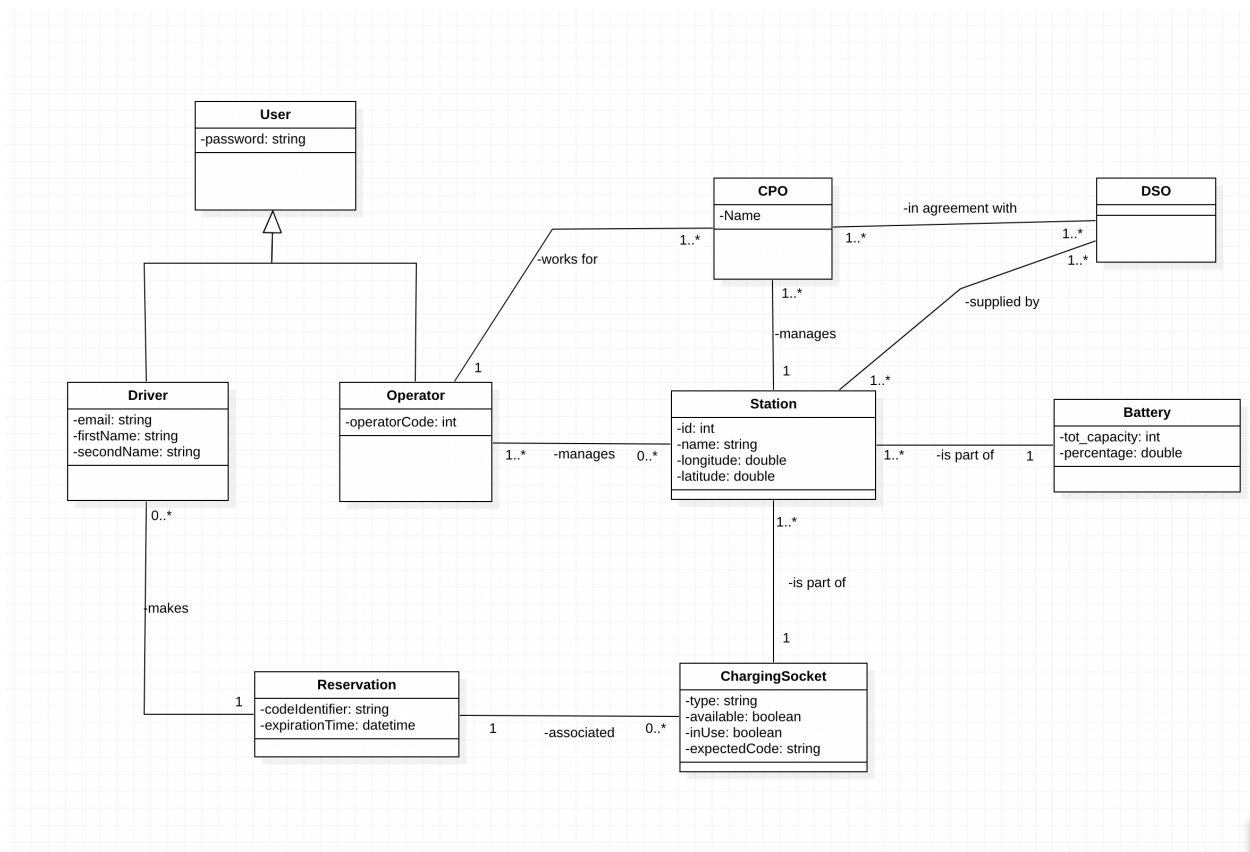 User
-password: string
CPO
-Name
DSO
-in agreement with
1..*
1..*
1..*
1..*
-works for
-supplied by
1..*
-manages
1
1
1..*
Driver
-email: string
-firstName: string
-secondName: string
Operator
-operatorCode: int
Station
-id: int
-name: string
-longitude: double
-latitude: double
Battery
-tot_capacity: int
-percentage: double
1..*
-manages
0..*
1..*
-is part of
1
0..*
1..*
-is part of
-makes
1
ChargingSocket
-type: string
-available: boolean
-inUse: boolean
-expectedCode: string
Reservation
-codeIdentifier: string
-expirationTime: datetime
1
1
-associated
0..*